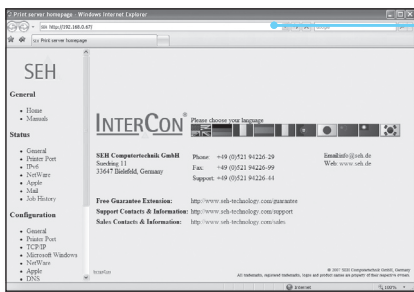 Print server homepage - Windows Internet Explorer
http://192.168.0.47/
Print server homepage
SEH
General
Home
Manuals
Status
General
Printer Port
IPv6
NetWare
Apple
Mail
Job History
Configuration
General
Printer Port
TCP/IP
Microsoft Windows
NetWare
Apple
DNS
INTERCON®
Please choose your language
SEH Computertechnik GmbH
Suedring 11
33647 Bielefeld, Germany
Phone: +49 (0)521 94226-29
Fax: +49 (0)521 94226-99
Support: +49 (0)521 94226-44
Email: info@seh.de
Web: www.seh.de
Free Guarantee Extension: http://www.seh-technology.com/guarantee
Support Contacts & Information: http://www.seh-technology.com/support
Sales Contacts & Information: http://www.seh-technology.com/sales
InterCon
© 2007 SEH Computertechnik GmbH, Germany
All trademarks, registered trademarks, logos and product names are property of their respective owners
Internet
100%